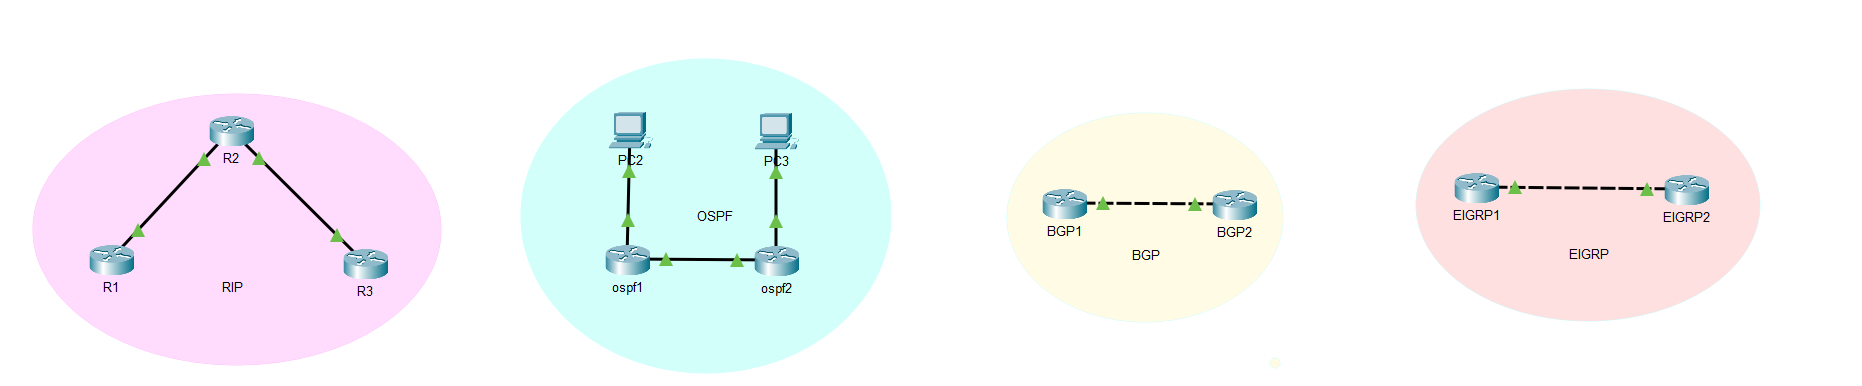 R2
R1
RIP
R3
PC2
PC3
OSPF
ospf1
ospf2
BGP1
BGP2
BGP
EIGRP1
EIGRP2
EIGRP